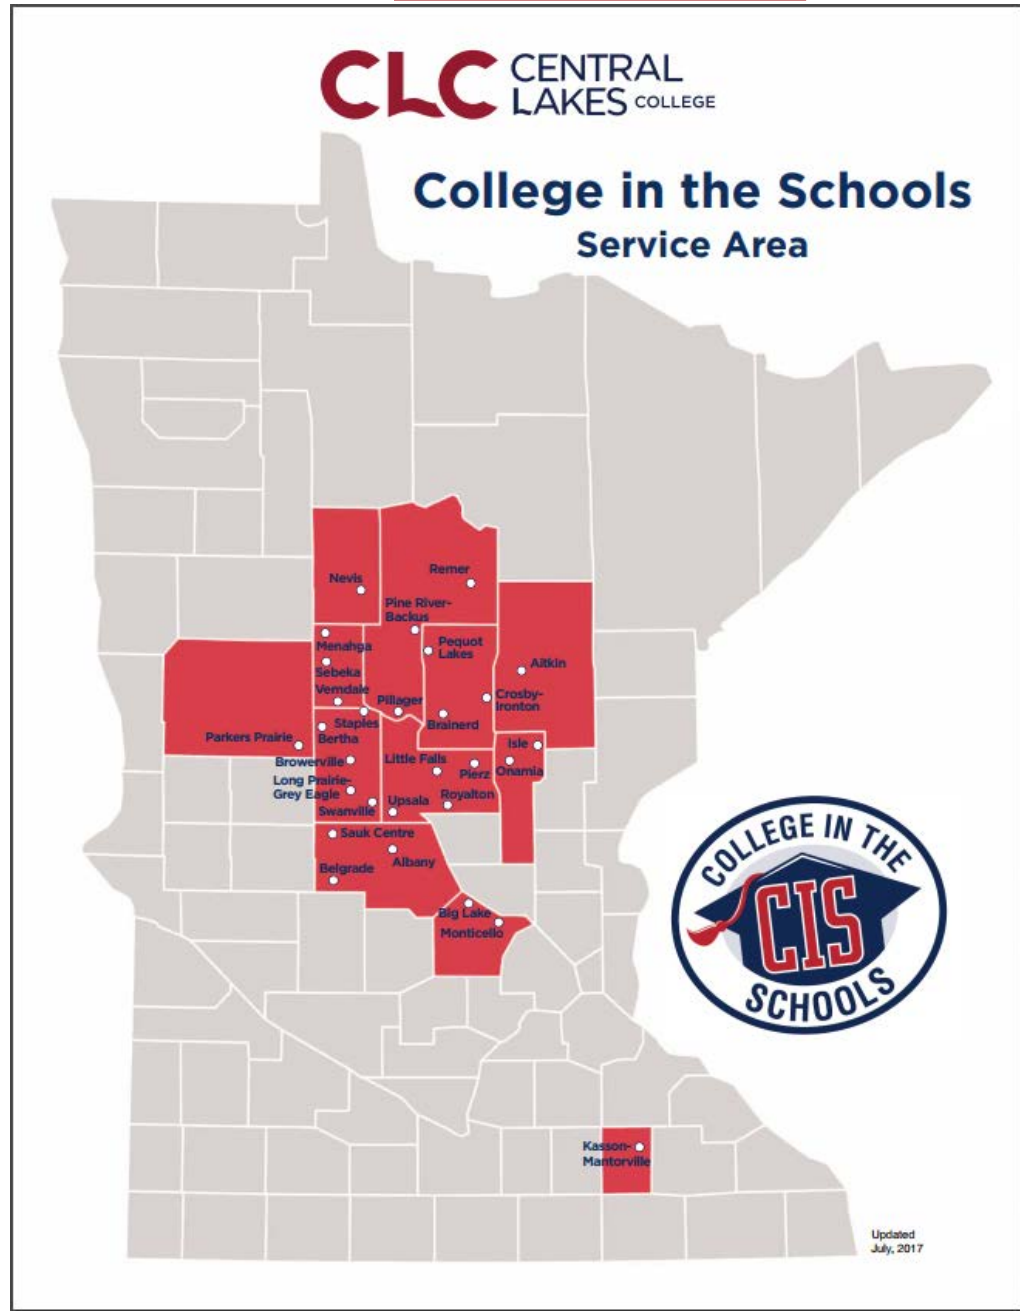 CLC CENTRAL
LAKES COLLEGE
College in the Schools
Service Area
Nevis
Remer
Pine River-
Backus
Menahga
Pequot
Lakes
Sebeka
Aitkin
Verndale
Pillager
Crosby-
Ironton
Staples
Brainerd
Bertha
Parkers Prairie
Isle
Browerville
Little Falls
Pierz
Onamia
Long Prairie-
Grey Eagle
Upsala
Royalton
Swanville
Sauk Centre
Albany
Belgrade
Big Lake
Monticello
COLLEGE IN THE
CIS
SCHOOLS
Kasson-
Mantorville
Updated
July, 2017